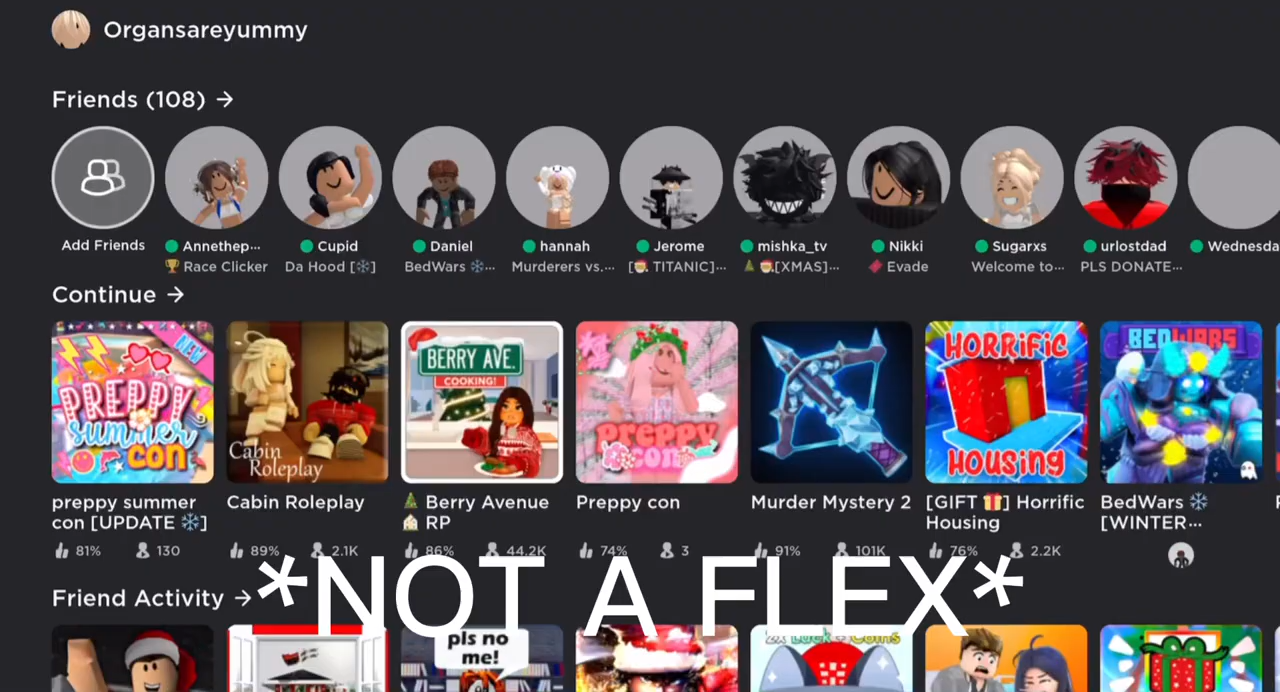 Organsareyummy
Friends (108) →
Add Friends
Annethep...
Cupid
Daniel
hannah
Jerome
mishka_tv
Nikki
Sugarxs
urlostdad
Wednesda
🏆 Race Clicker
Da Hood [❄️]
BedWars ❄️...
Murderers vs....
[🎅 TITANIC]...
🎄🎅[XMAS]...
Evade
Welcome to...
PLS DONATE...
Continue →
NEW
PREPPY
summer
con
Cabin
Roleplay
BERRY AVE.
COOKING!
preppy
con
HORRIFIC
HOUSING
BEDWARS
preppy summer
con [UPDATE ❄️]
Cabin Roleplay
🎄 Berry Avenue
🏠 RP
Preppy con
Murder Mystery 2
[GIFT 🎁] Horrific
Housing
BedWars ❄️
[WINTER...
81% 130
89% 2.1K
86% 44.2K
74% 3
91% 101K
76% 2.2K
*NOT A FLEX*
Friend Activity →
pls no
me!
2x Luck + Coins